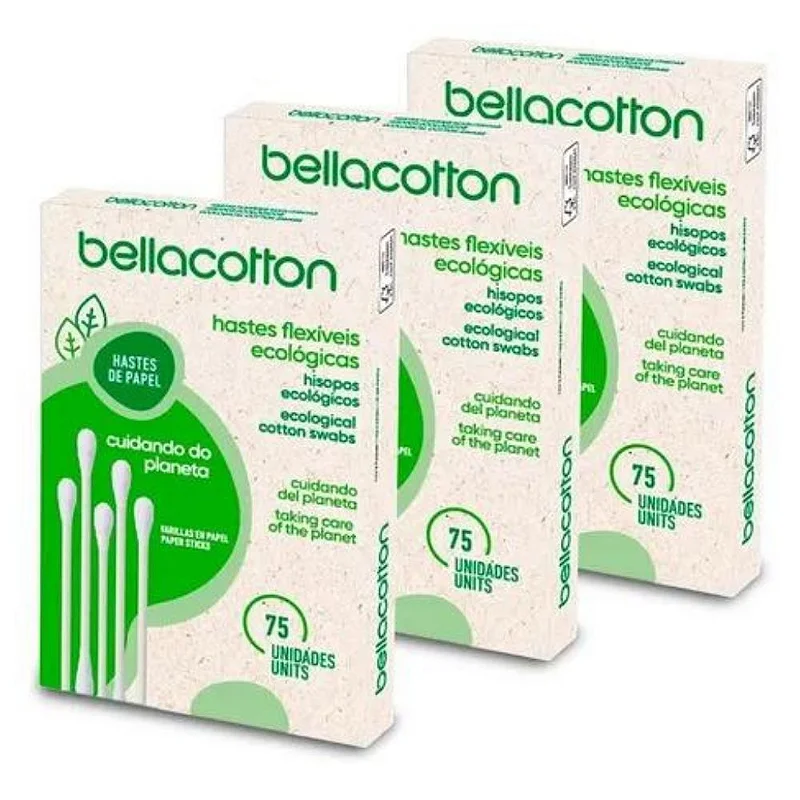 bellacotton
hastes flexíveis
ecológicas
hisopos
ecológicos
ecological
cotton swabs
HASTES
DE PAPEL
cuidando do
planeta
cuidando
del planeta
taking care
of the planet
VARILLAS EN PAPEL
PAPER STICKS
75
UNIDADES
UNITS
bellacotton
bellacotton
hastes flexíveis
ecológicas
hisopos
ecológicos
ecological
cotton swabs
cuidando
del planeta
taking care
of the planet
75
UNIDADES
UNITS
bellacotton
bellacotton
hastes flexíveis
ecológicas
hisopos
ecológicos
ecological
cotton swabs
cuidando
del planeta
taking care
of the planet
75
UNIDADES
UNITS
bellacotton